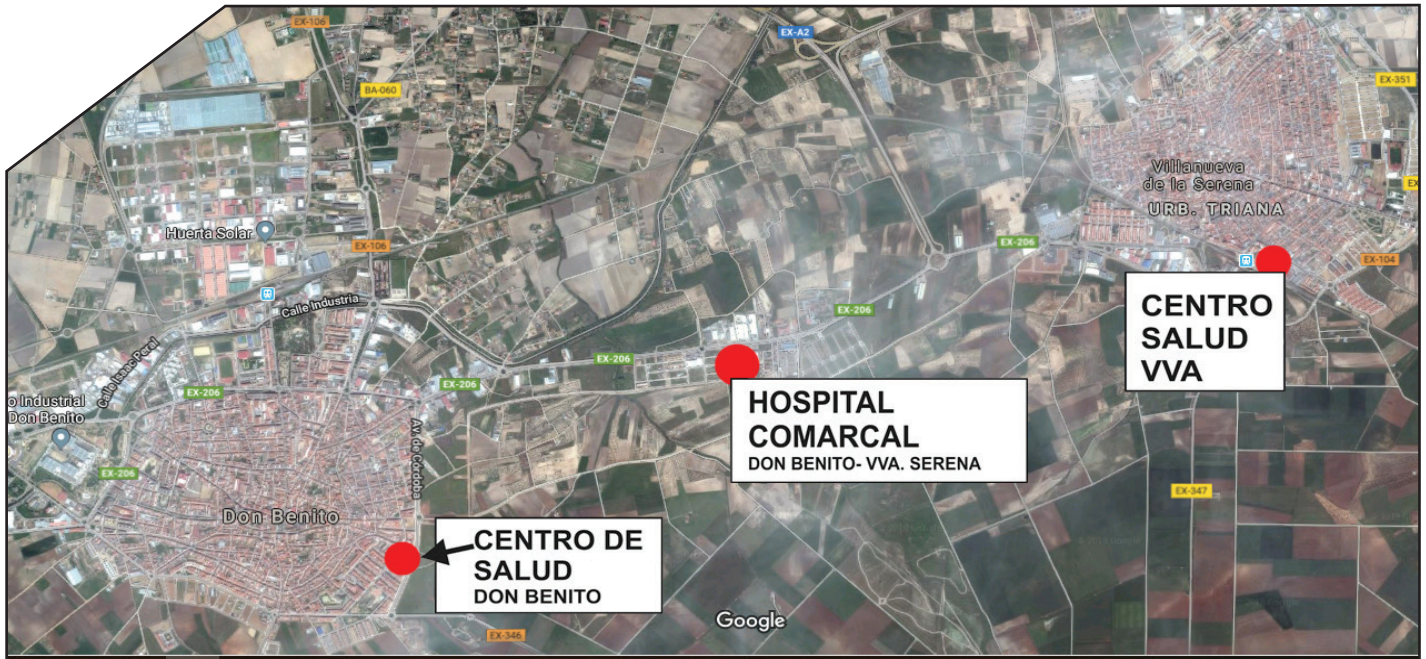 EX-106
EX-A2
EX-351
BA-060
Villanueva
de la Serena
URB. TRIANA
Huerta Solar
EX-106
EX-206
EX-104
CENTRO
SALUD
VVA
Calle Industria
EX-206
Calle Isaac Peral
EX-206
EX-206
EX-206
o Industrial
Don Benito
HOSPITAL
COMARCAL
DON BENITO- VVA. SERENA
Av. de Córdoba
EX-206
EX-347
Don Benito
CENTRO DE
SALUD
DON BENITO
Google
EX-346